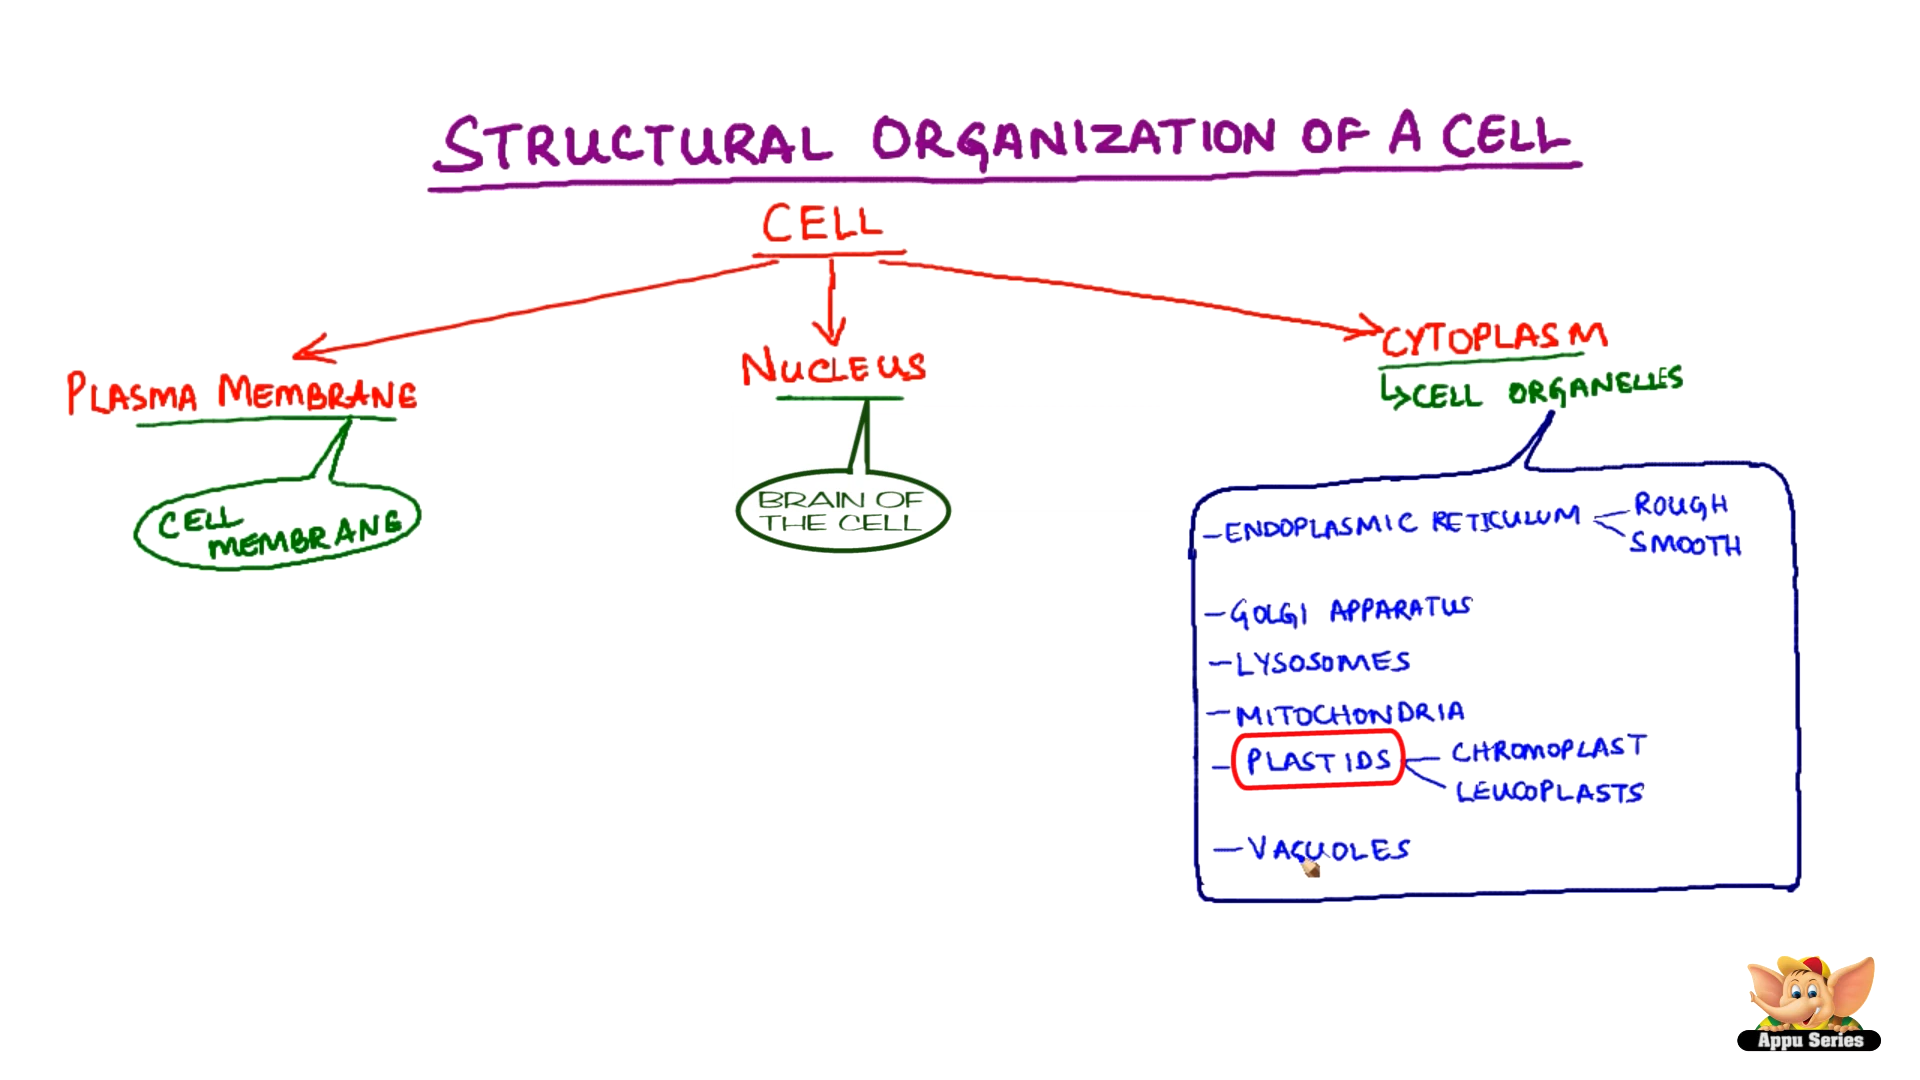 STRUCTURAL ORGANIZATION OF A CELL
CELL
PLASMA MEMBRANE
CELL
MEMBRANE
NUCLEUS
BRAIN OF
THE CELL
CYTOPLASM
↳CELL ORGANELLES
– ENDOPLASMIC RETICULUM
ROUGH
SMOOTH
– GOLGI APPARATUS
– LYSOSOMES
– MITOCHONDRIA
– PLASTIDS
CHROMOPLAST
LEUCOPLASTS
– VACUOLES
Appu Series